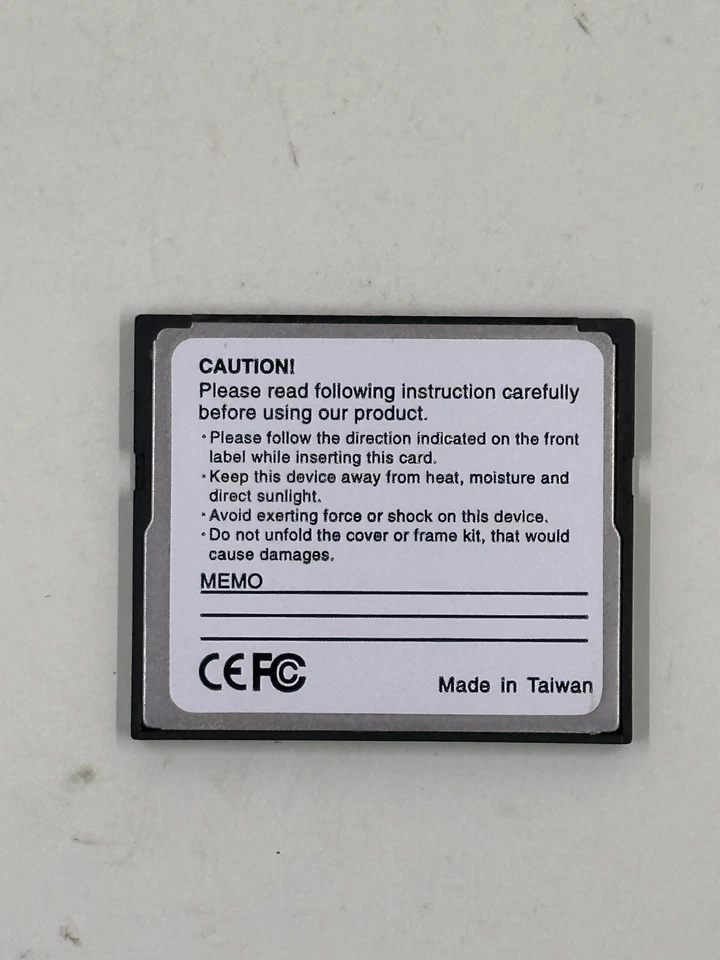 CAUTION!
Please read following instruction carefully
before using our product.
• Please follow the direction indicated on the front
label while inserting this card.
• Keep this device away from heat, moisture and
direct sunlight.
• Avoid exerting force or shock on this device.
• Do not unfold the cover or frame kit, that would
cause damages.
MEMO
CE FC
Made in Taiwan